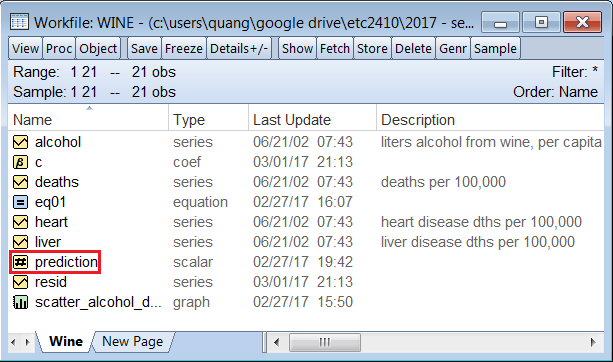 Workfile: WINE - (c:\users\quang\google drive\etc2410\2017 - se...
View Proc Object Save Freeze Details+/- Show Fetch Store Delete Genr Sample
Range: 1 21 -- 21 obs Filter: *
Sample: 1 21 -- 21 obs Order: Name
Name Type Last Update Description
alcohol series 06/21/02 07:43 liters alcohol from wine, per capita
β c coef 03/01/17 21:13
deaths series 06/21/02 07:43 deaths per 100,000
= eq01 equation 02/27/17 16:07
heart series 06/21/02 07:43 heart disease dths per 100,000
liver series 06/21/02 07:43 liver disease dths per 100,000
# prediction scalar 02/27/17 19:42
resid series 03/01/17 21:13
scatter_alcohol_d... graph 02/27/17 15:50
Wine New Page